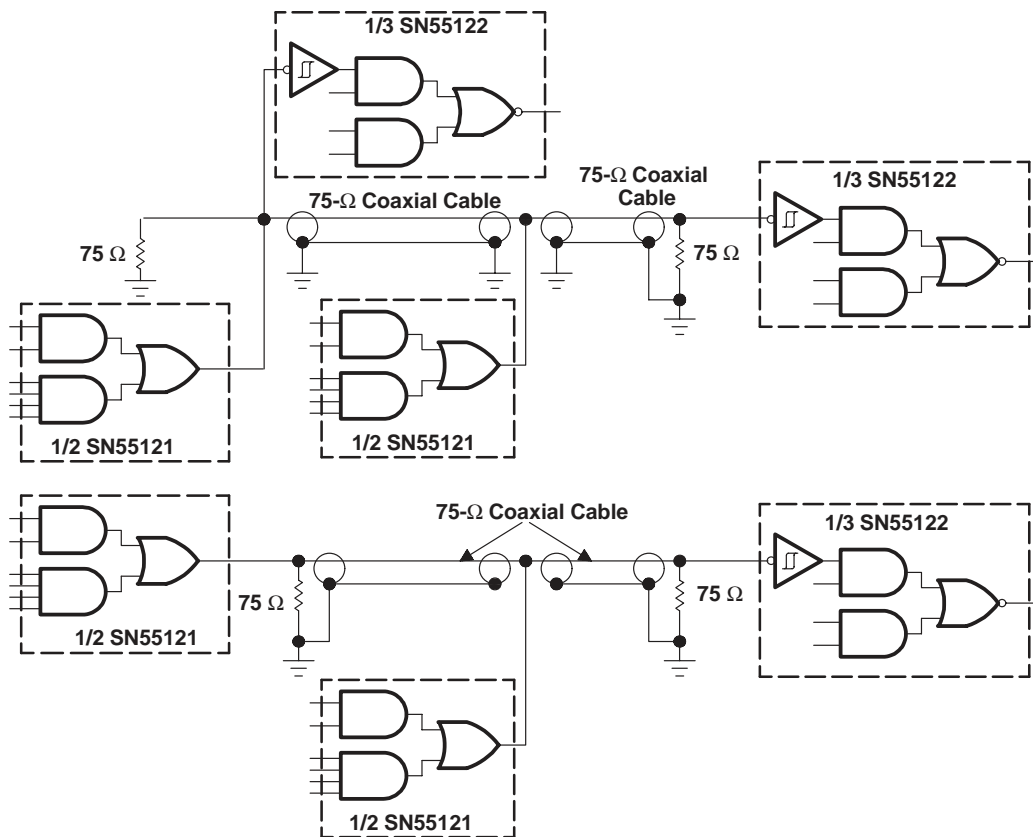 1/3 SN55122
75-Ω Coaxial Cable
75-Ω Coaxial
Cable
1/3 SN55122
75 Ω
75 Ω
1/2 SN55121
1/2 SN55121
75-Ω Coaxial Cable
1/3 SN55122
75 Ω
75 Ω
1/2 SN55121
1/2 SN55121